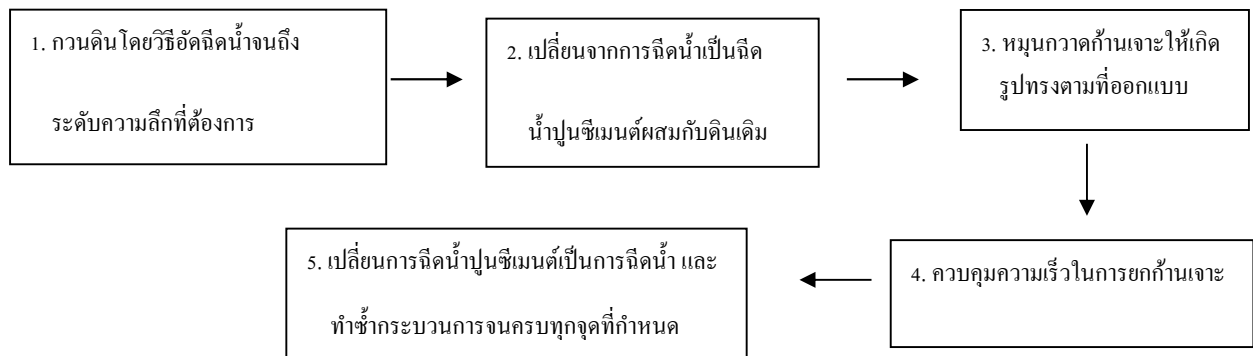 1. กวนดินโดยวิธีอัดฉีดน้ำจนถึง
ระดับความลึกที่ต้องการ
2. เปลี่ยนจากการฉีดน้ำเป็นฉีด
น้ำปูนซีเมนต์ผสมกับดินเดิม
3. หมุนกวาดก้านเจาะให้เกิด
รูปทรงตามที่ออกแบบ
4. ควบคุมความเร็วในการยกก้านเจาะ
5. เปลี่ยนการฉีดน้ำปูนซีเมนต์เป็นการฉีดน้ำ และ
ทำซ้ำกระบวนการจนครบทุกจุดที่กำหนด